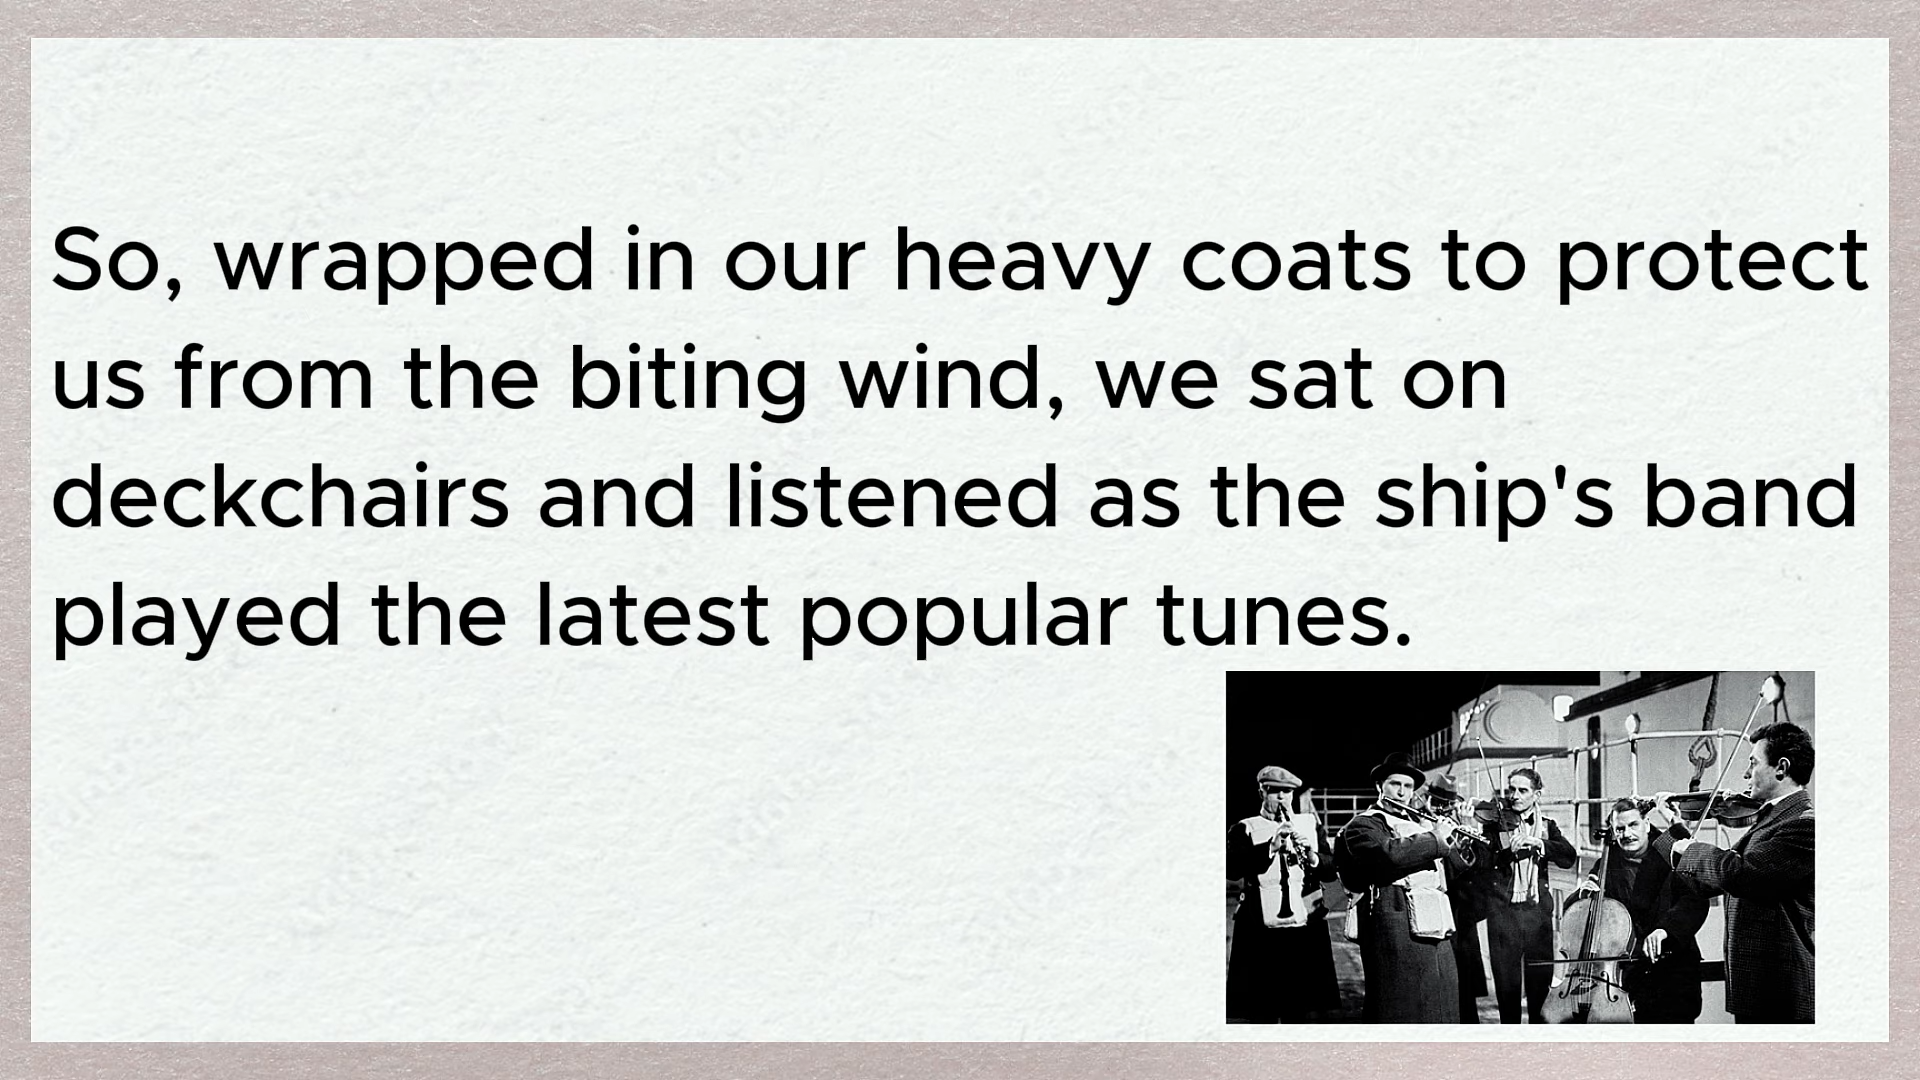 So, wrapped in our heavy coats to protect
us from the biting wind, we sat on
deckchairs and listened as the ship's band
played the latest popular tunes.